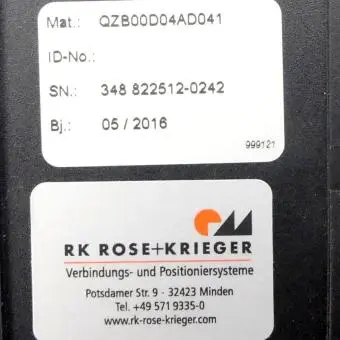 Mat.: QZB00D04AD041
ID-No.:
SN.: 348 822512-0242
Bj.: 05 / 2016
999121
RK ROSE+KRIEGER
Verbindungs- und Positioniersysteme
Potsdamer Str. 9 · 32423 Minden
Tel. +49 571 9335-0
www.rk-rose-krieger.com